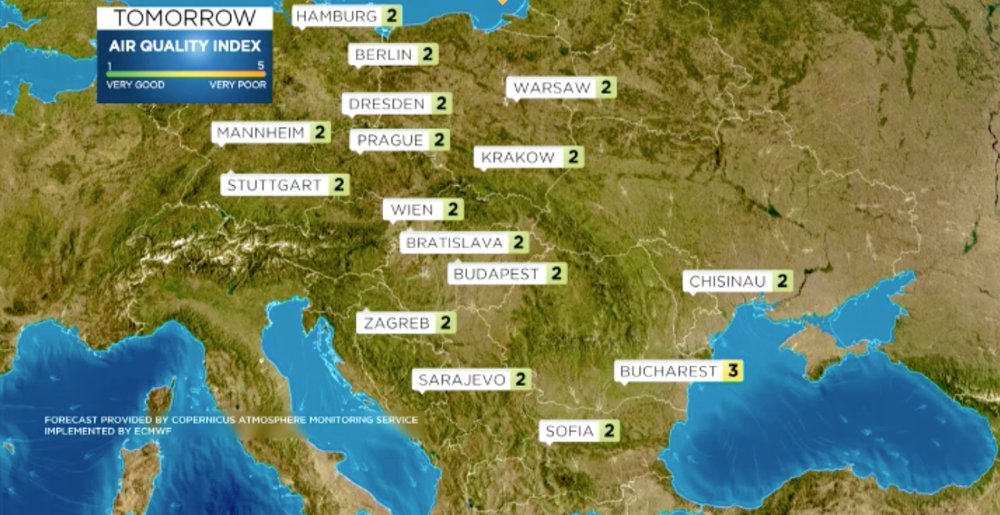 TOMORROW
AIR QUALITY INDEX
1 5
VERY GOOD VERY POOR
HAMBURG 2
BERLIN 2
WARSAW 2
DRESDEN 2
MANNHEIM 2
PRAGUE 2
KRAKOW 2
STUTTGART 2
WIEN 2
BRATISLAVA 2
BUDAPEST 2
CHISINAU 2
ZAGREB 2
BUCHAREST 3
SARAJEVO 2
FORECAST PROVIDED BY COPERNICUS ATMOSPHERE MONITORING SERVICE
IMPLEMENTED BY ECMWF
SOFIA 2